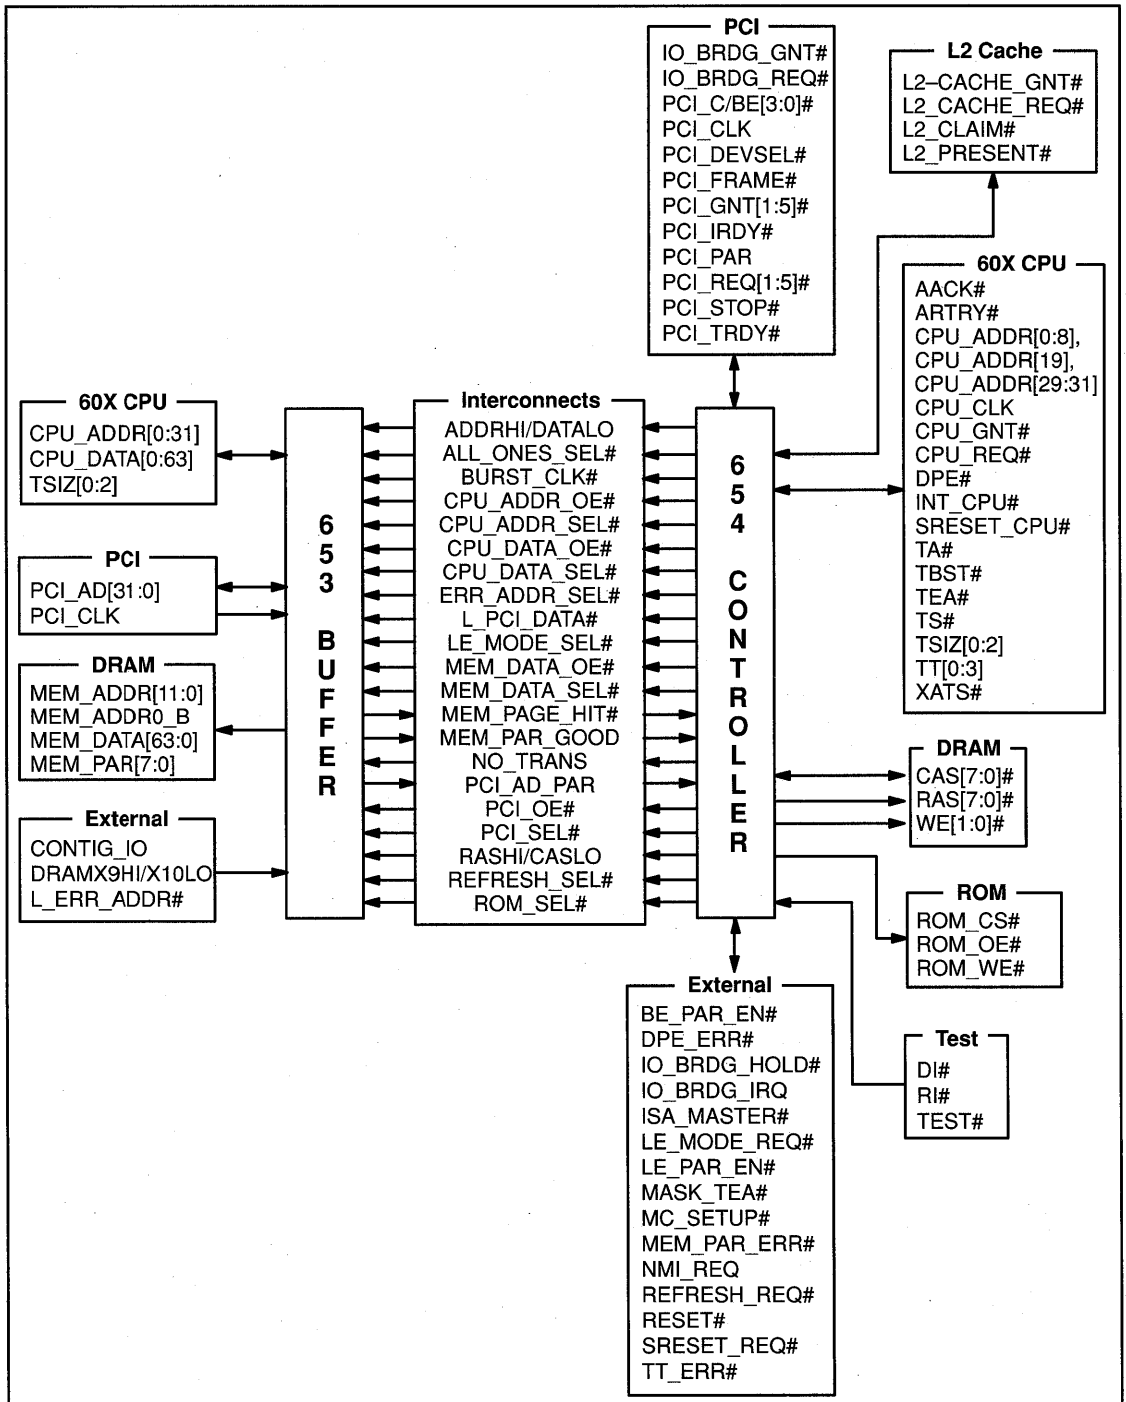 PCI
IO_BRDG_GNT#
IO_BRDG_REQ#
PCI_C/BE[3:0]#
PCI_CLK
PCI_DEVSEL#
PCI_FRAME#
PCI_GNT[1:5]#
PCI_IRDY#
PCI_PAR
PCI_REQ[1:5]#
PCI_STOP#
PCI_TRDY#
L2 Cache
L2–CACHE_GNT#
L2_CACHE_REQ#
L2_CLAIM#
L2_PRESENT#
60X CPU
AACK#
ARTRY#
CPU_ADDR[0:8],
CPU_ADDR[19],
CPU_ADDR[29:31]
CPU_CLK
CPU_GNT#
CPU_REQ#
DPE#
INT_CPU#
SRESET_CPU#
TA#
TBST#
TEA#
TS#
TSIZ[0:2]
TT[0:3]
XATS#
60X CPU
CPU_ADDR[0:31]
CPU_DATA[0:63]
TSIZ[0:2]
PCI
PCI_AD[31:0]
PCI_CLK
DRAM
MEM_ADDR[11:0]
MEM_ADDR0_B
MEM_DATA[63:0]
MEM_PAR[7:0]
External
CONTIG_IO
DRAMX9HI/X10LO
L_ERR_ADDR#
653 BUFFER
Interconnects
ADDRHI/DATALO
ALL_ONES_SEL#
BURST_CLK#
CPU_ADDR_OE#
CPU_ADDR_SEL#
CPU_DATA_OE#
CPU_DATA_SEL#
ERR_ADDR_SEL#
L_PCI_DATA#
LE_MODE_SEL#
MEM_DATA_OE#
MEM_DATA_SEL#
MEM_PAGE_HIT#
MEM_PAR_GOOD
NO_TRANS
PCI_AD_PAR
PCI_OE#
PCI_SEL#
RASHI/CASLO
REFRESH_SEL#
ROM_SEL#
654 CONTROLLER
DRAM
CAS[7:0]#
RAS[7:0]#
WE[1:0]#
ROM
ROM_CS#
ROM_OE#
ROM_WE#
Test
DI#
RI#
TEST#
External
BE_PAR_EN#
DPE_ERR#
IO_BRDG_HOLD#
IO_BRDG_IRQ
ISA_MASTER#
LE_MODE_REQ#
LE_PAR_EN#
MASK_TEA#
MC_SETUP#
MEM_PAR_ERR#
NMI_REQ
REFRESH_REQ#
RESET#
SRESET_REQ#
TT_ERR#